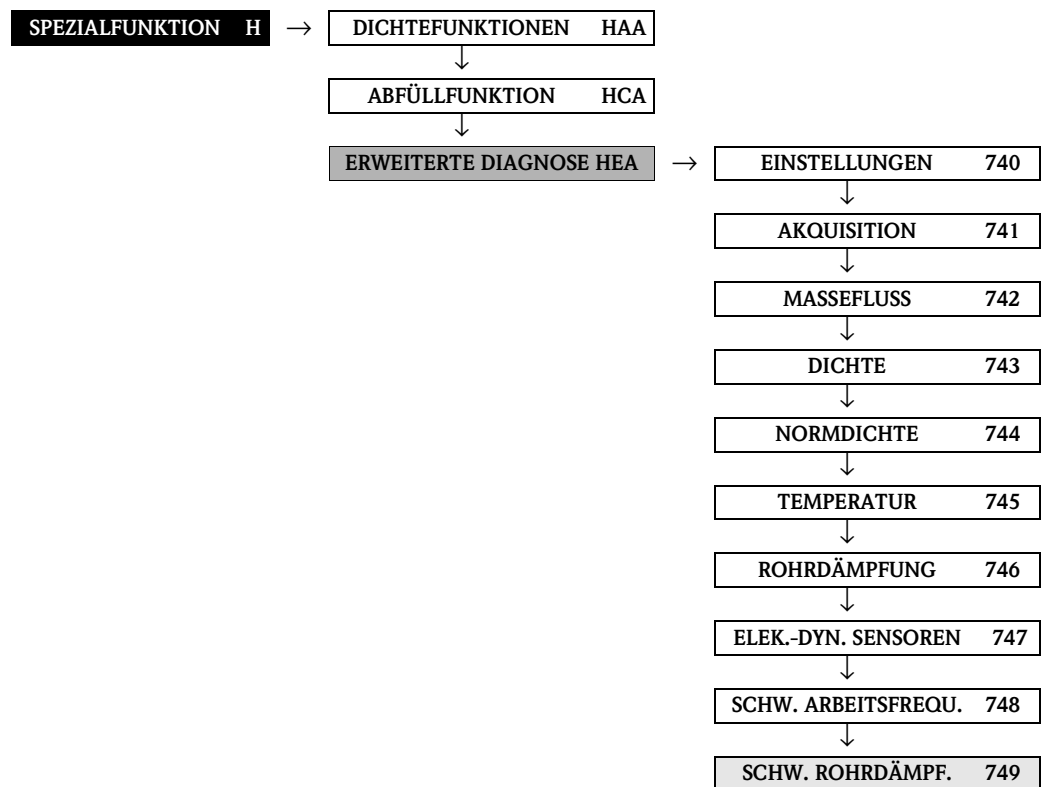 SPEZIALFUNKTION H → DICHTEFUNKTIONEN HAA
↓
ABFÜLLFUNKTION HCA
↓
ERWEITERTE DIAGNOSE HEA → EINSTELLUNGEN 740
↓
AKQUISITION 741
↓
MASSEFLUSS 742
↓
DICHTE 743
↓
NORMDICHTE 744
↓
TEMPERATUR 745
↓
ROHRDÄMPFUNG 746
↓
ELEK.-DYN. SENSOREN 747
↓
SCHW. ARBEITSFREQU. 748
↓
SCHW. ROHRDÄMPF. 749